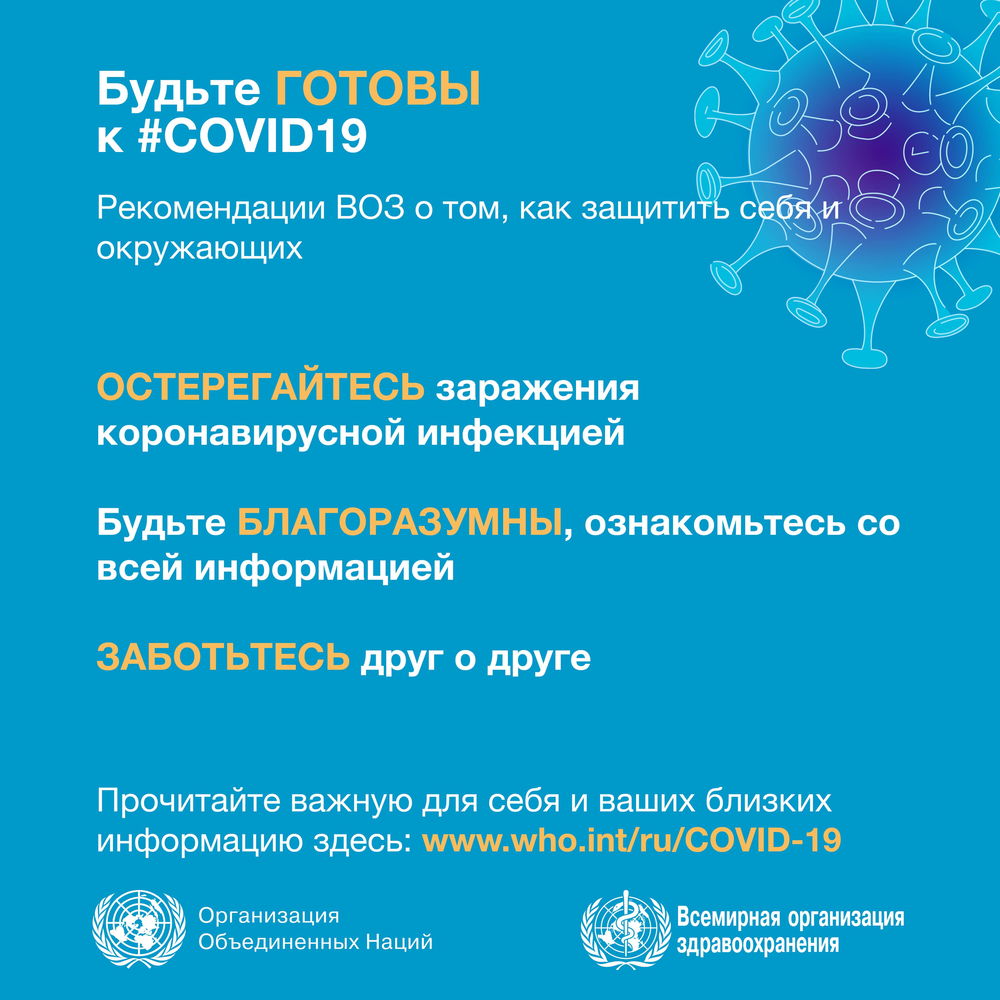 Будьте ГОТОВЫ
к #COVID19
Рекомендации ВОЗ о том, как защитить себя и
окружающих
ОСТЕРЕГАЙТЕСЬ заражения
коронавирусной инфекцией
Будьте БЛАГОРАЗУМНЫ, ознакомьтесь со
всей информацией
ЗАБОТЬТЕСЬ друг о друге
Прочитайте важную для себя и ваших близких
информацию здесь: www.who.int/ru/COVID-19
Организация
Объединенных Наций
Всемирная организация
здравоохранения